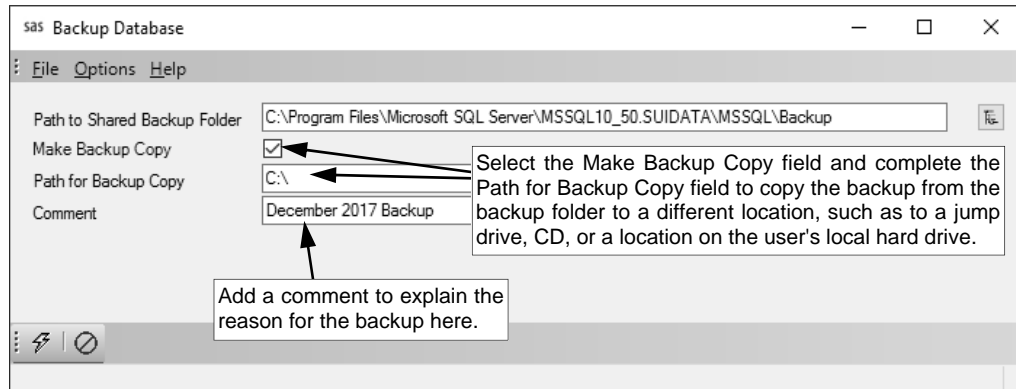 sas Backup Database
File Options Help
Path to Shared Backup Folder C:\Program Files\Microsoft SQL Server\MSSQL10_50.SUIDATA\MSSQL\Backup
Make Backup Copy
Path for Backup Copy C:\
Comment December 2017 Backup
Select the Make Backup Copy field and complete the
Path for Backup Copy field to copy the backup from the
backup folder to a different location, such as to a jump
drive, CD, or a location on the user's local hard drive.
Add a comment to explain the
reason for the backup here.